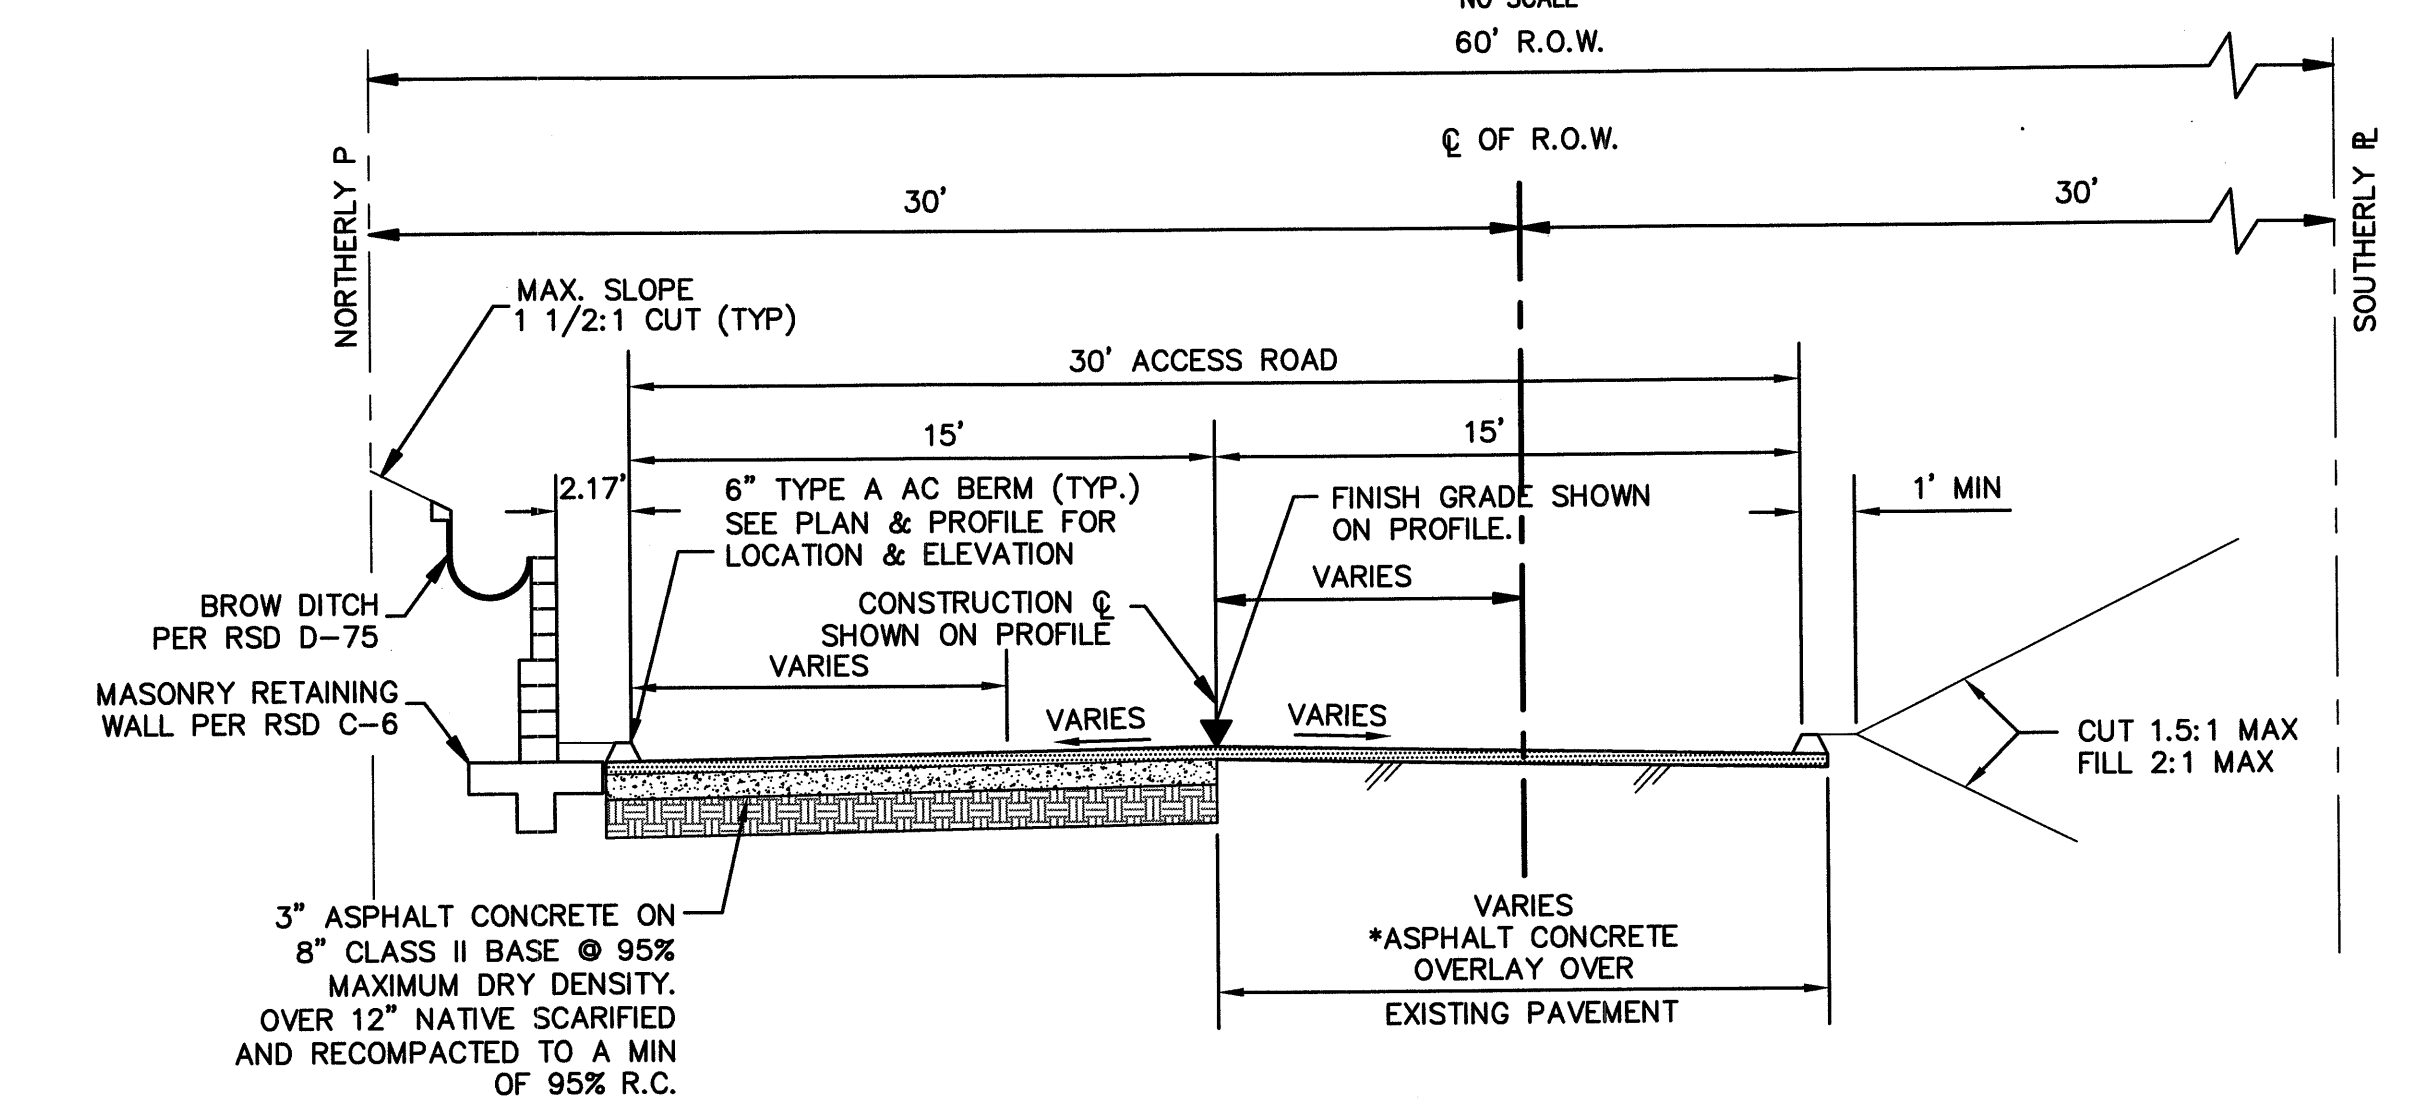 NO SCALE
60' R.O.W.
℄ OF R.O.W.
30'
30'
NORTHERLY P
SOUTHERLY ⅊
MAX. SLOPE
1 1/2:1 CUT (TYP)
30' ACCESS ROAD
15'
15'
2.17'
6" TYPE A AC BERM (TYP.)
SEE PLAN & PROFILE FOR
LOCATION & ELEVATION
FINISH GRADE SHOWN
ON PROFILE.
1' MIN
VARIES
BROW DITCH
PER RSD D-75
CONSTRUCTION ℄
SHOWN ON PROFILE
VARIES
MASONRY RETAINING
WALL PER RSD C-6
VARIES
VARIES
CUT 1.5:1 MAX
FILL 2:1 MAX
3" ASPHALT CONCRETE ON
8" CLASS II BASE @ 95%
MAXIMUM DRY DENSITY.
OVER 12" NATIVE SCARIFIED
AND RECOMPACTED TO A MIN
OF 95% R.C.
VARIES
*ASPHALT CONCRETE
OVERLAY OVER
EXISTING PAVEMENT